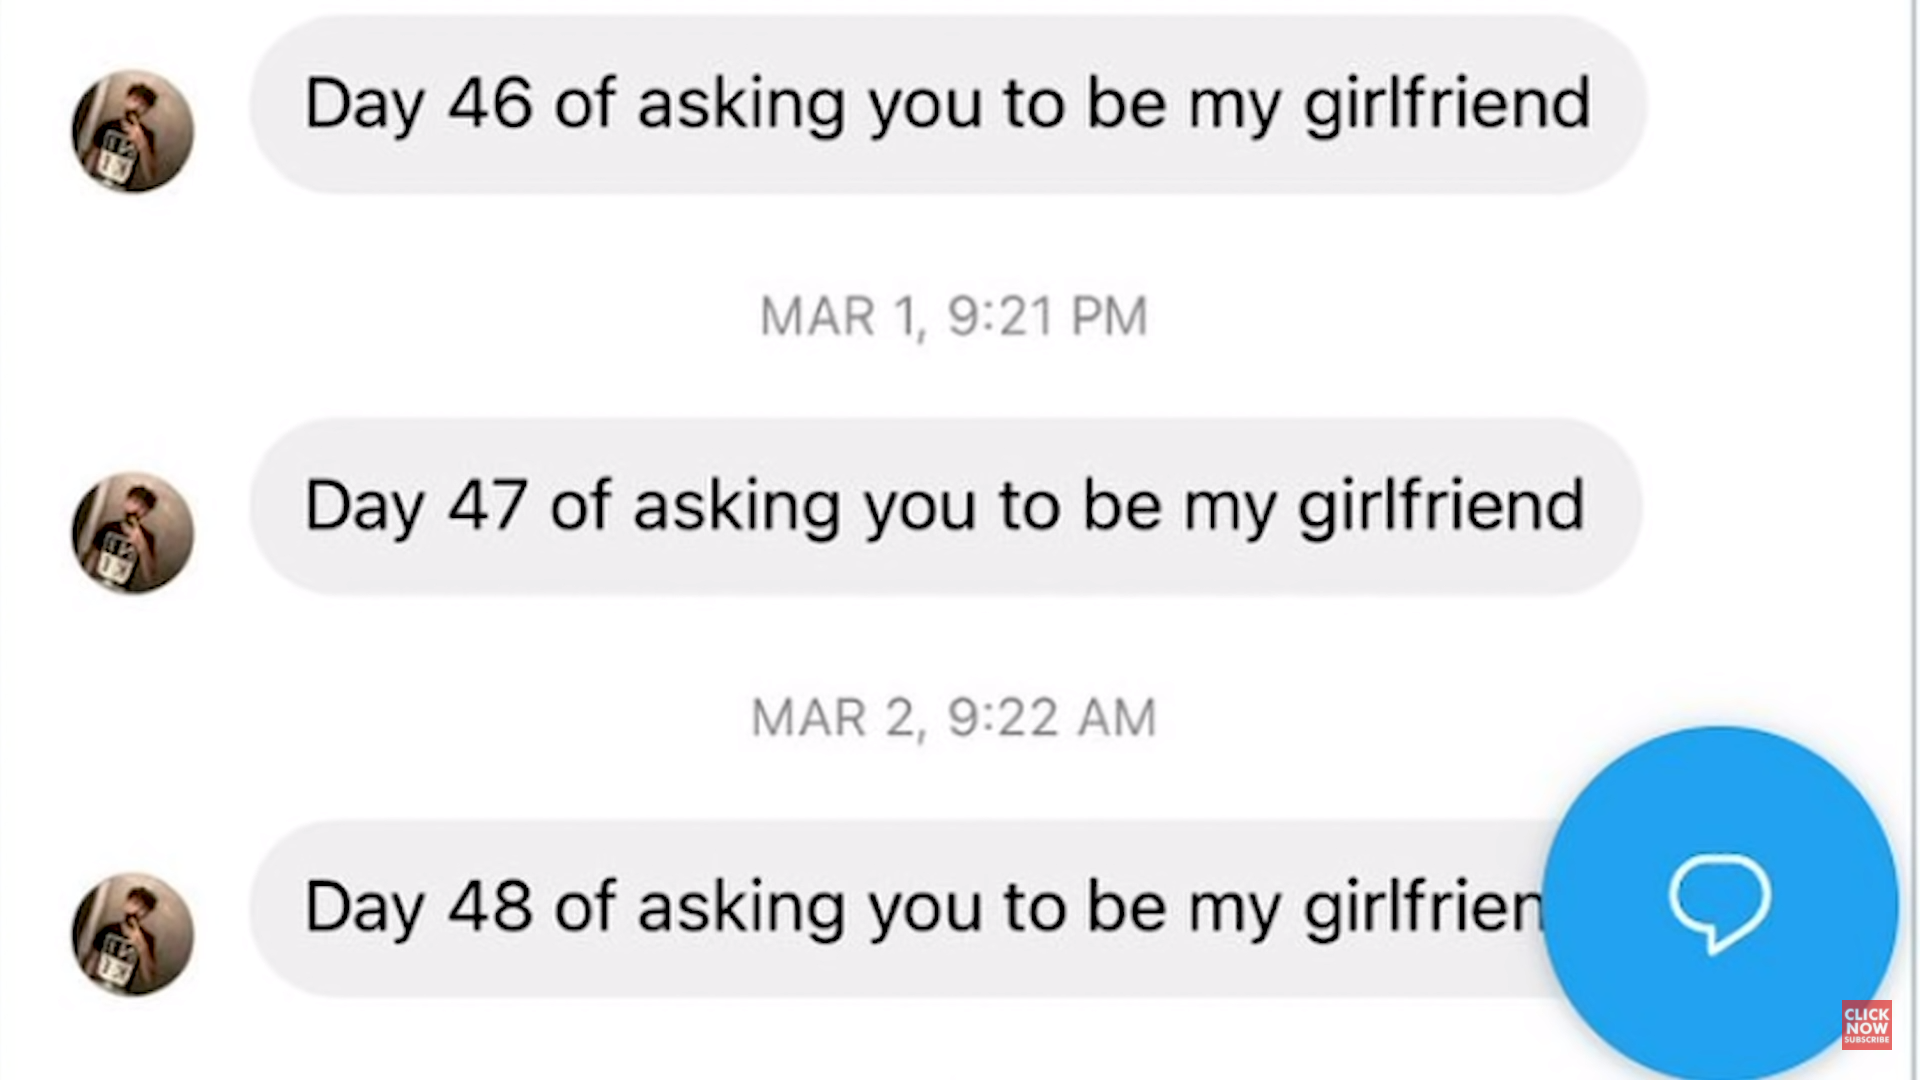 Day 46 of asking you to be my girlfriend
MAR 1, 9:21 PM
Day 47 of asking you to be my girlfriend
MAR 2, 9:22 AM
Day 48 of asking you to be my girlfrien
CLICK
NOW
SUBSCRIBE